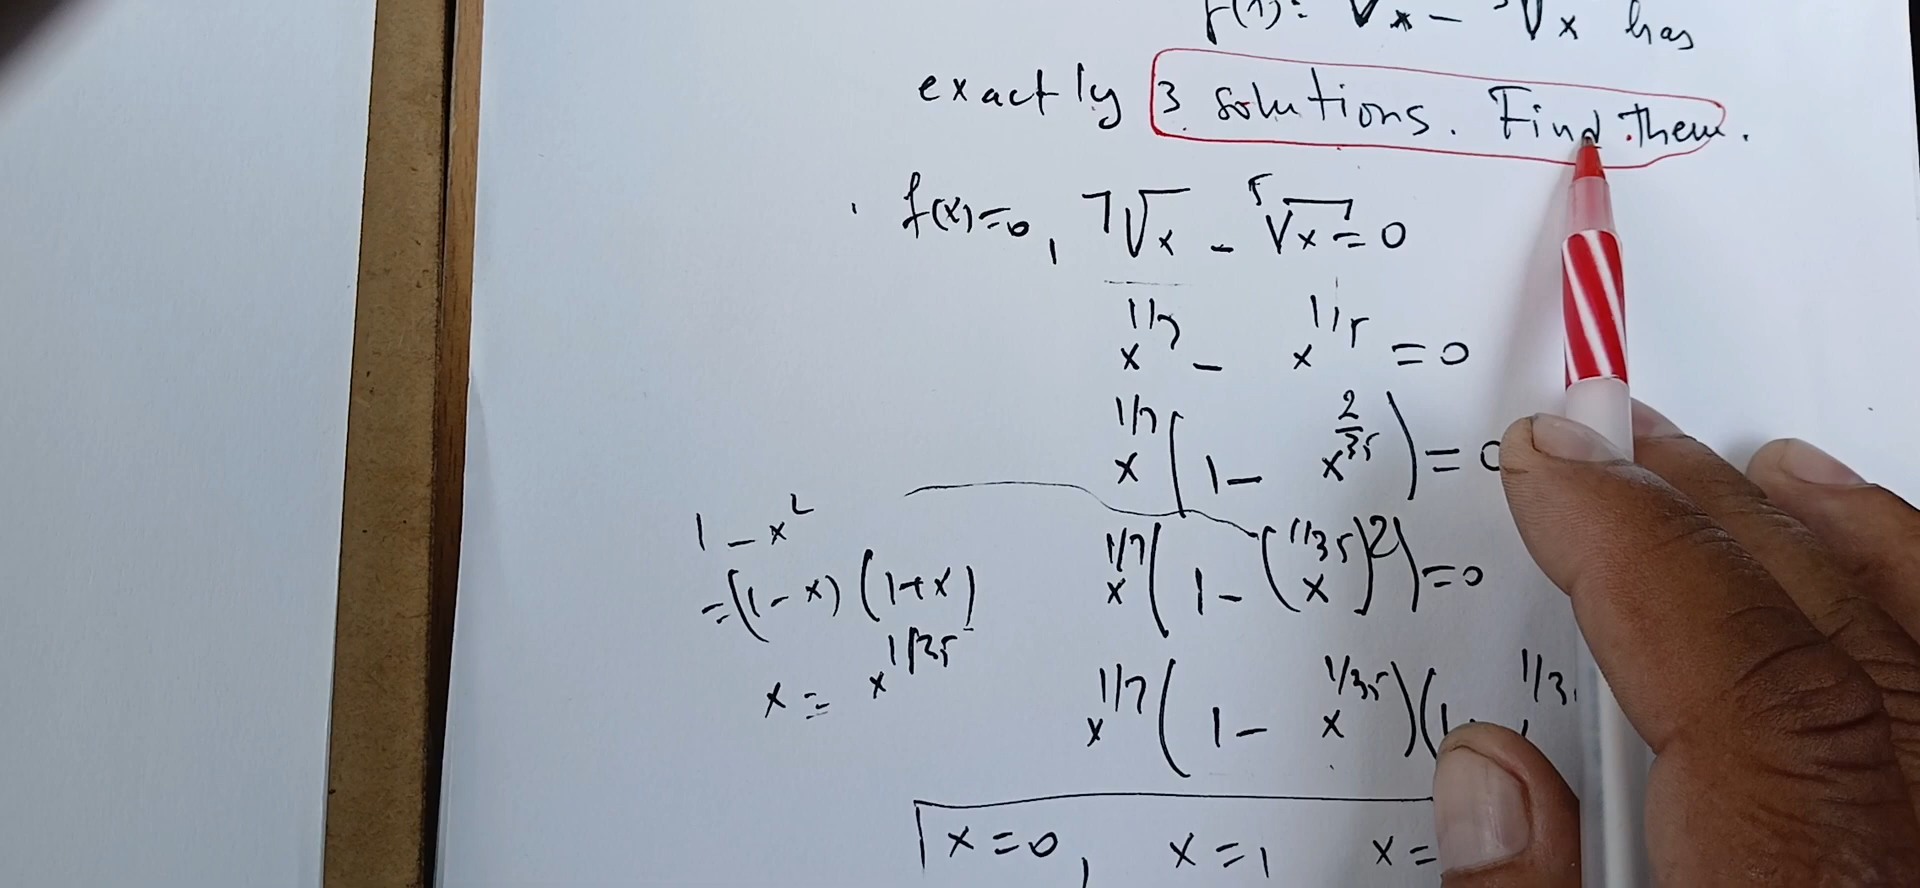 f(x): √x - ⁵√x has
exactly 3 solutions. Find them.
f(x)=0, ⁷√x - ⁵√x = 0
x^{1/7} - x^{1/5} = 0
x^{1/7} ( 1 - x^{2/35} ) =
1 - x²
x^{1/7} ( 1 - ( x^{1/35} )² ) = 0
= (1-x) (1+x)
x = x^{1/35}
x^{1/7} ( 1 - x^{1/35} ) (
x = 0, x = 1 x =